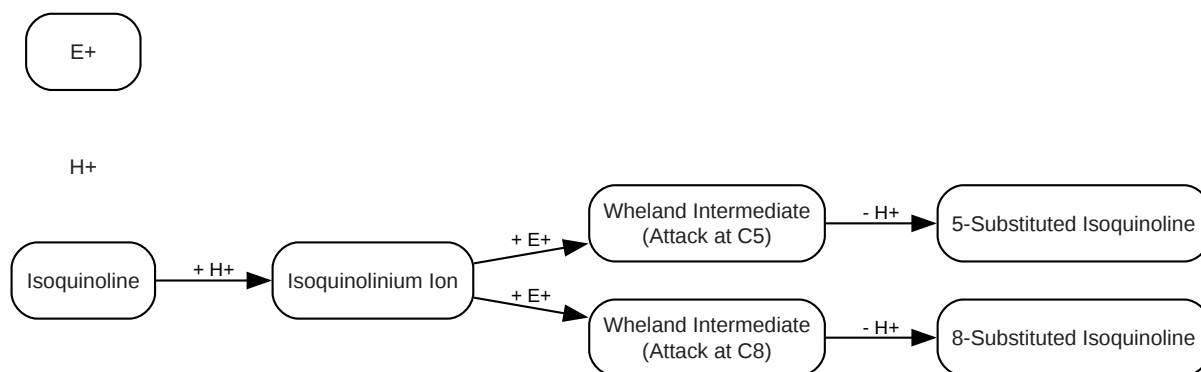 E+
H+
Isoquinoline
+ H+
Isoquinolinium Ion
+ E+
+ E+
Wheland Intermediate
(Attack at C5)
- H+
5-Substituted Isoquinoline
Wheland Intermediate
(Attack at C8)
- H+
8-Substituted Isoquinoline